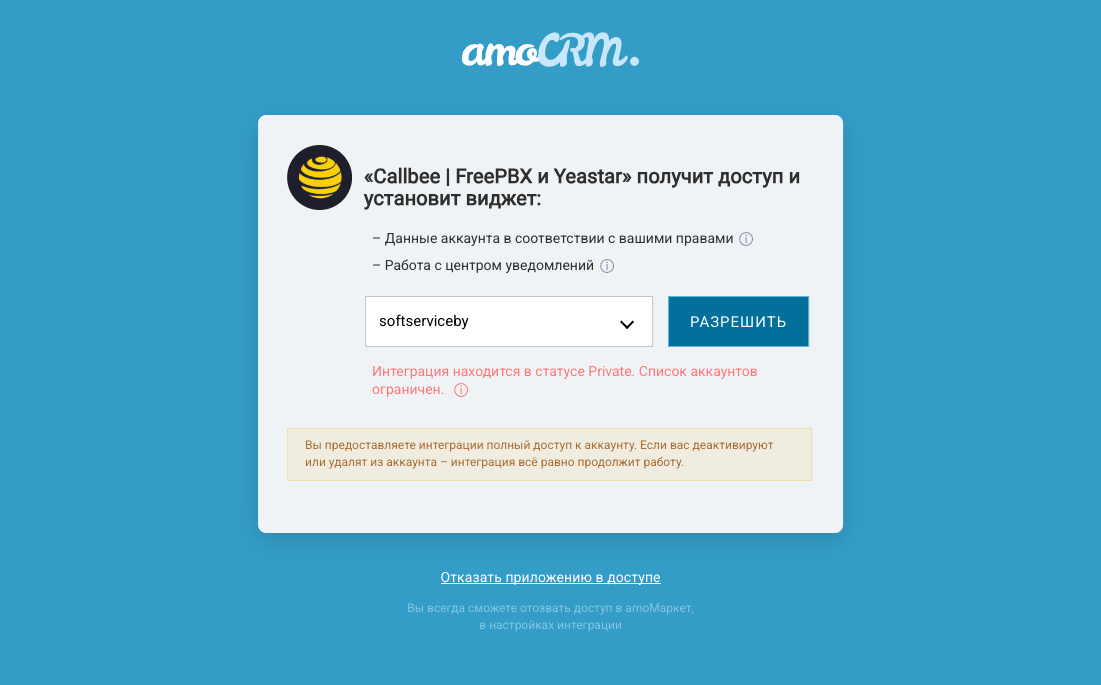 amoCRM.
«Callbee | FreePBX и Yeastar» получит доступ и
установит виджет:
– Данные аккаунта в соответствии с вашими правами
– Работа с центром уведомлений
softserviceby
РАЗРЕШИТЬ
Интеграция находится в статусе Private. Список аккаунтов
ограничен.
Вы предоставляете интеграции полный доступ к аккаунту. Если вас деактивируют
или удалят из аккаунта – интеграция всё равно продолжит работу.
Отказать приложению в доступе
Вы всегда сможете отозвать доступ в amoМаркет,
в настройках интеграции